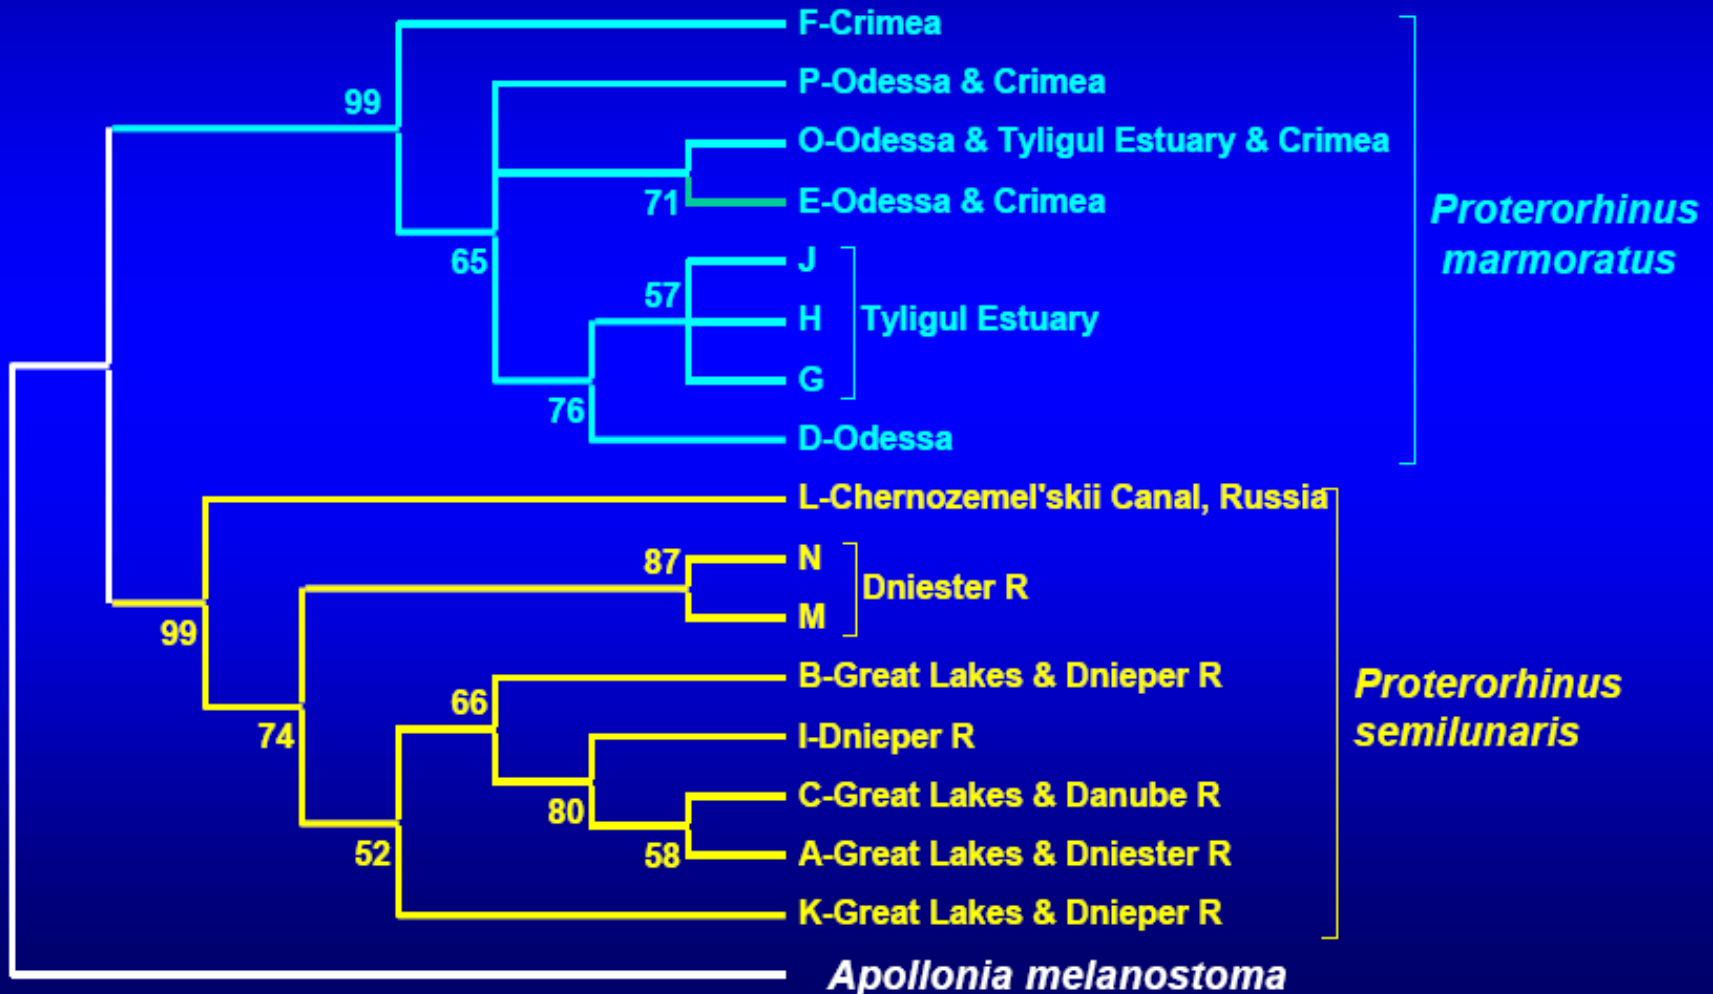 F-Crimea
99
P-Odessa & Crimea
O-Odessa & Tyligul Estuary & Crimea
71
E-Odessa & Crimea
Proterorhinus
marmoratus
65
J
57
H
Tyligul Estuary
G
76
D-Odessa
L-Chernozemel'skii Canal, Russia
87
N
Dniester R
M
99
B-Great Lakes & Dnieper R
66
Proterorhinus
semilunaris
74
I-Dnieper R
C-Great Lakes & Danube R
80
52
58
A-Great Lakes & Dniester R
K-Great Lakes & Dnieper R
Apollonia melanostoma